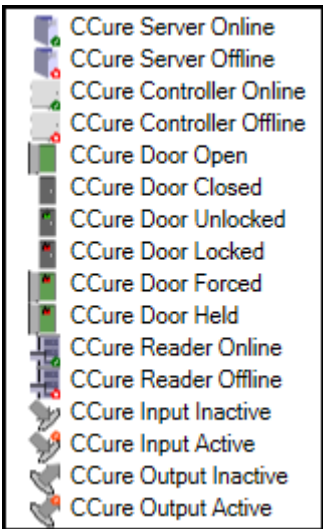 CCure Server Online
CCure Server Offline
CCure Controller Online
CCure Controller Offline
CCure Door Open
CCure Door Closed
CCure Door Unlocked
CCure Door Locked
CCure Door Forced
CCure Door Held
CCure Reader Online
CCure Reader Offline
CCure Input Inactive
CCure Input Active
CCure Output Inactive
CCure Output Active